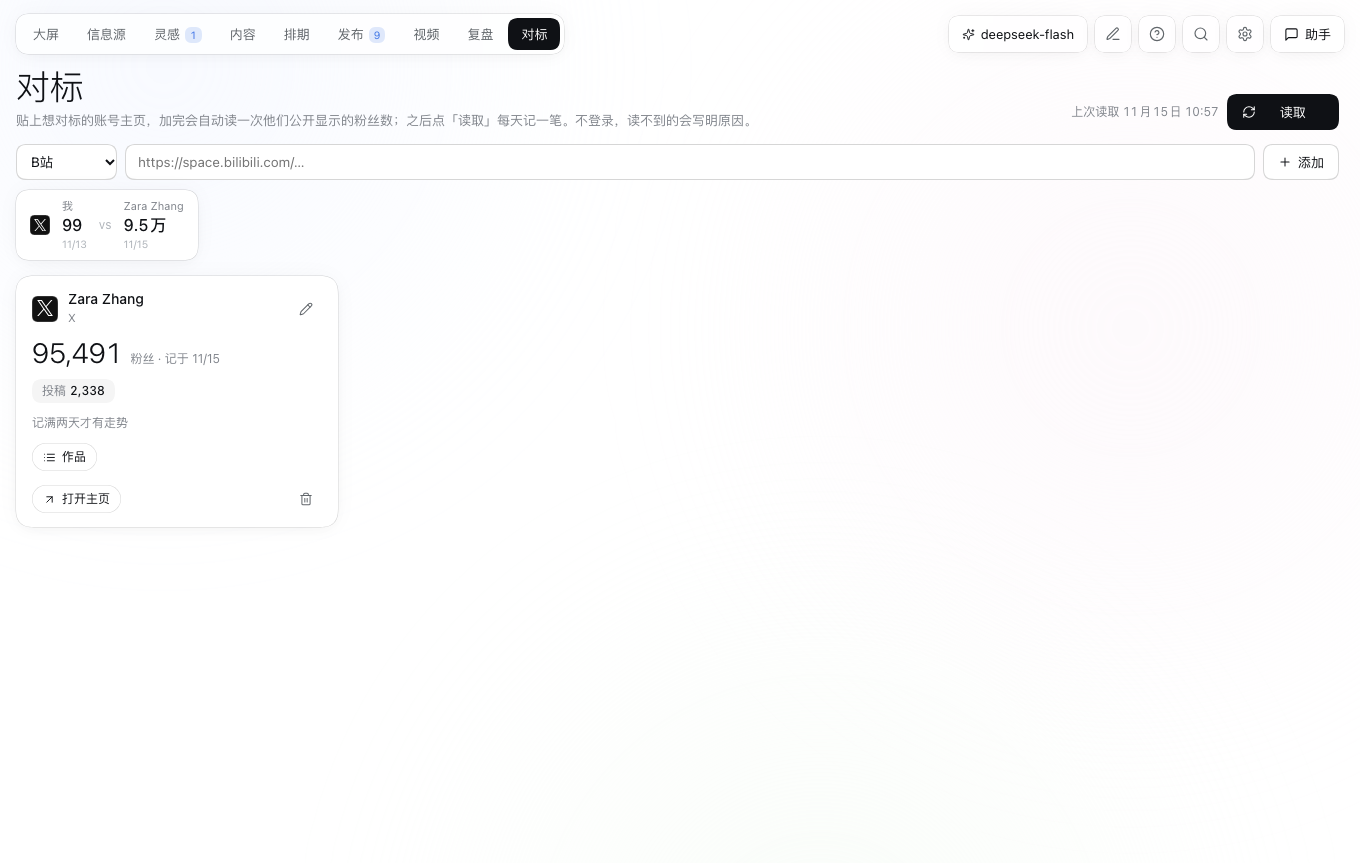 大屏 信息源 灵感 1 内容 排期 发布 9 视频 复盘 对标 deepseek-flash 助手
对标
贴上想对标的账号主页，加完会自动读一次他们公开显示的粉丝数；之后点「读取」每天记一笔。不登录，读不到的会写明原因。
上次读取 11月15日 10:57 读取
B站 https://space.bilibili.com/... 添加
我 Zara Zhang
99 vs 9.5万
11/13 11/15
Zara Zhang
X
95,491 粉丝 · 记于 11/15
投稿 2,338
记满两天才有走势
作品
打开主页